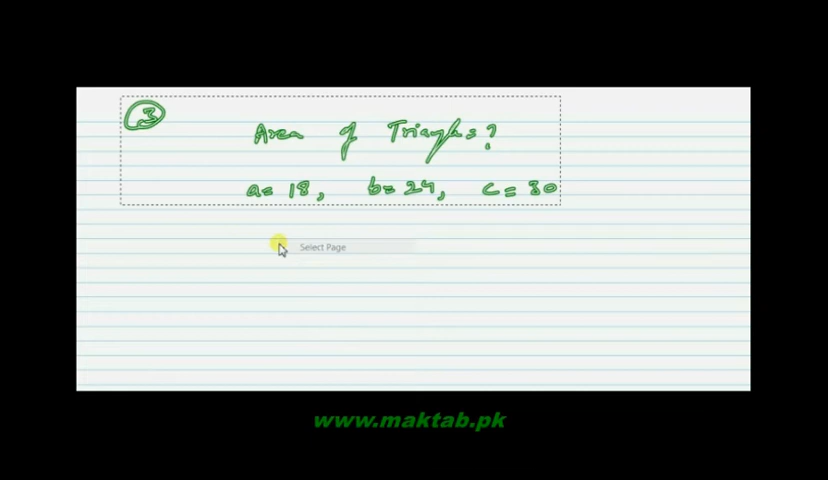 3
Area of Triangle = ?
a = 18, b = 24, c = 30
Select Page
www.maktab.pk